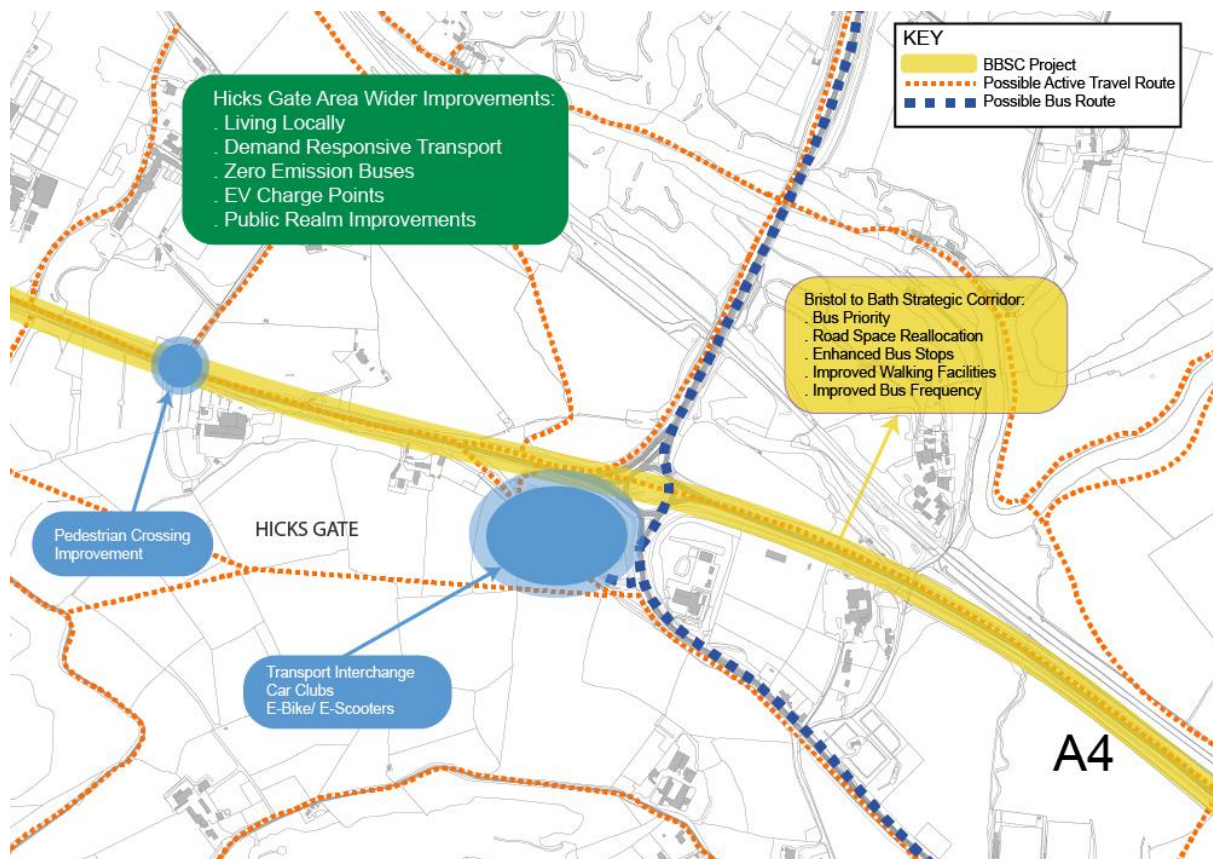 KEY
BBSC Project
Possible Active Travel Route
Possible Bus Route
Hicks Gate Area Wider Improvements:
. Living Locally
. Demand Responsive Transport
. Zero Emission Buses
. EV Charge Points
. Public Realm Improvements
Bristol to Bath Strategic Corridor:
. Bus Priority
. Road Space Reallocation
. Enhanced Bus Stops
. Improved Walking Facilities
. Improved Bus Frequency
Pedestrian Crossing
Improvement
HICKS GATE
Transport Interchange
Car Clubs
E-Bike/ E-Scooters
A4